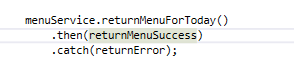 menuService.returnMenuForToday()
.then(returnMenuSuccess)
.catch(returnError);